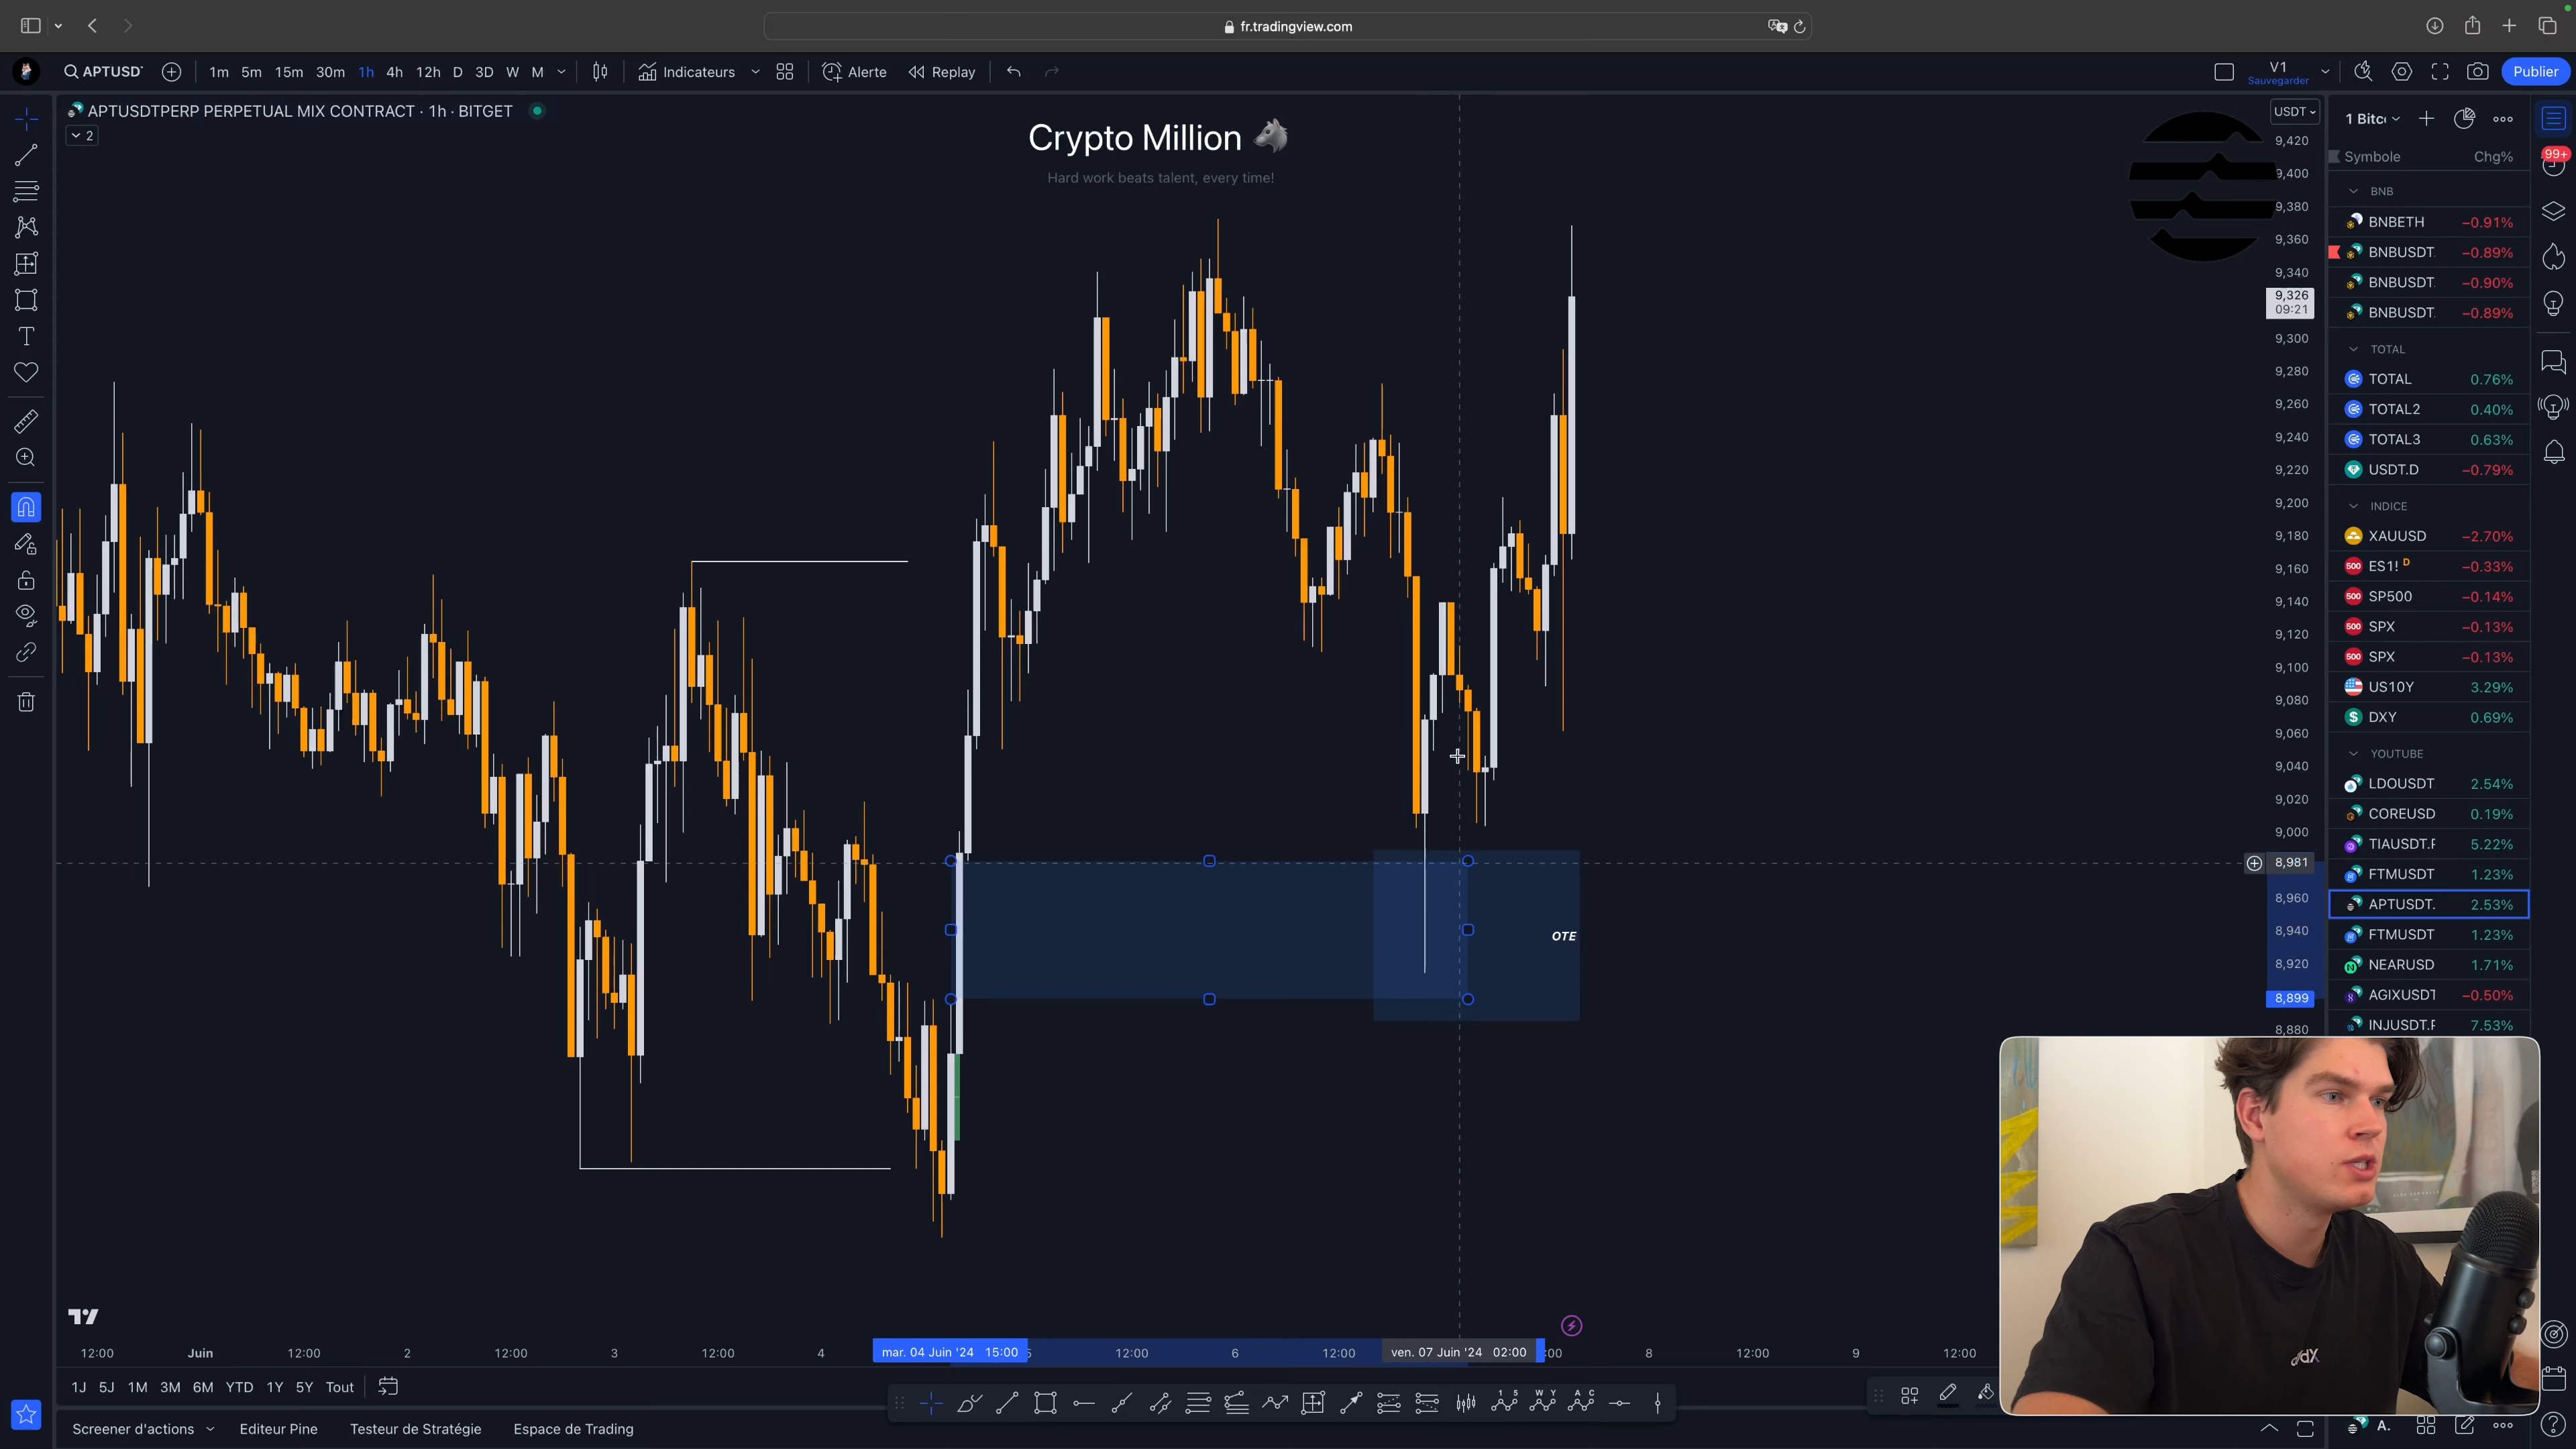 fr.tradingview.com
APTUSDT
1m 5m 15m 30m 1h 4h 12h D 3D W M
Indicateurs
Alerte
Replay
V1
Sauvegarder
Publier
APTUSDTPERP PERPETUAL MIX CONTRACT · 1h · BITGET
2
Crypto Million
Hard work beats talent, every time!
USDT
9,420
9,400
9,380
9,360
9,340
9,326
09:21
9,300
9,280
9,260
9,240
9,220
9,200
9,180
9,160
9,140
9,120
9,100
9,080
9,060
9,040
9,020
9,000
8,981
8,960
8,940
8,920
8,899
8,880
OTE
1 Bitc
Symbole Chg%
99+
BNB
BNBETH −0.91%
BNBUSDT −0.89%
BNBUSDT −0.90%
BNBUSDT −0.89%
TOTAL
TOTAL 0.76%
TOTAL2 0.40%
TOTAL3 0.63%
USDT.D −0.79%
INDICE
XAUUSD −2.70%
ES1! D −0.33%
SP500 −0.14%
SPX −0.13%
SPX −0.13%
US10Y 3.29%
DXY 0.69%
YOUTUBE
LDOUSDT 2.54%
COREUSD 0.19%
TIAUSDT.F 5.22%
FTMUSDT 1.23%
APTUSDT. 2.53%
FTMUSDT 1.23%
NEARUSD 1.71%
AGIXUSDT −0.50%
INJUSDT.F 7.53%
12:00 Juin 12:00 2 12:00 3 12:00 4 mar. 04 Juin '24 15:00 5 12:00 6 12:00 ven. 07 Juin '24 02:00 :00 8 12:00 9 12:00
1J 5J 1M 3M 6M YTD 1Y 5Y Tout
Screener d'actions
Editeur Pine
Testeur de Stratégie
Espace de Trading
A.